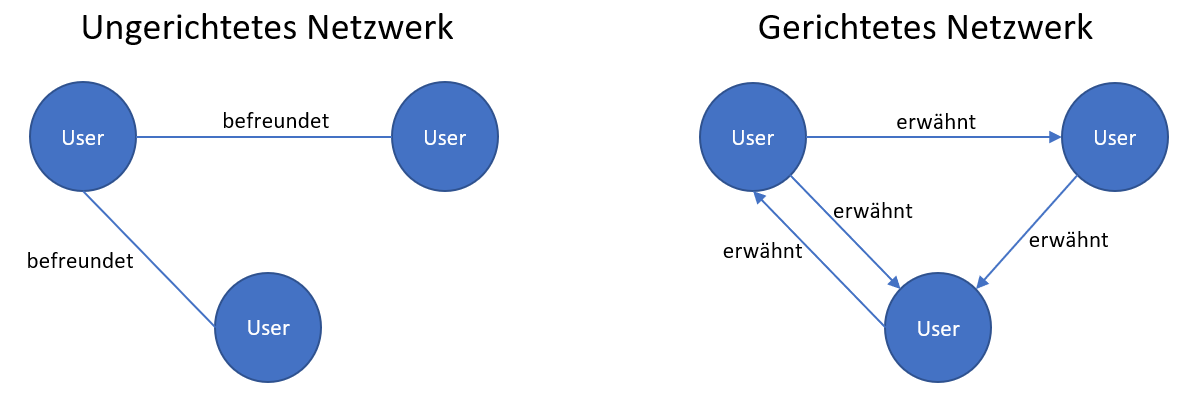 Ungerichtetes Netzwerk
User
befreundet
User
befreundet
User
Gerichtetes Netzwerk
User
erwähnt
User
erwähnt
erwähnt
erwähnt
User